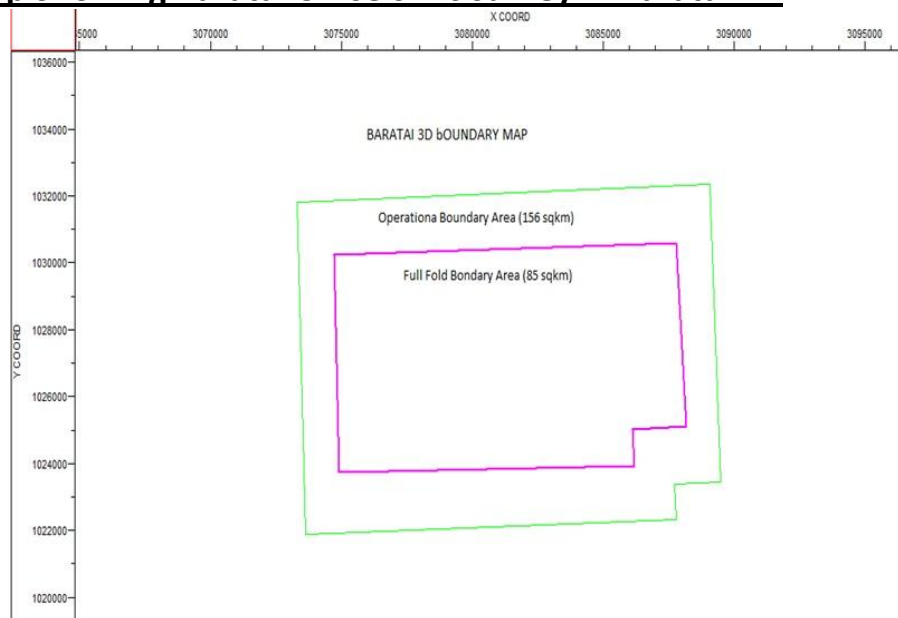 X COORD
5000 3070000 3075000 3080000 3085000 3090000 3095000
1036000
1034000
BARATAI 3D bOUNDARY MAP
1032000
Operationa Boundary Area (156 sqkm)
1030000
Full Fold Bondary Area (85 sqkm)
1028000
Y COORD
1026000
1024000
1022000
1020000